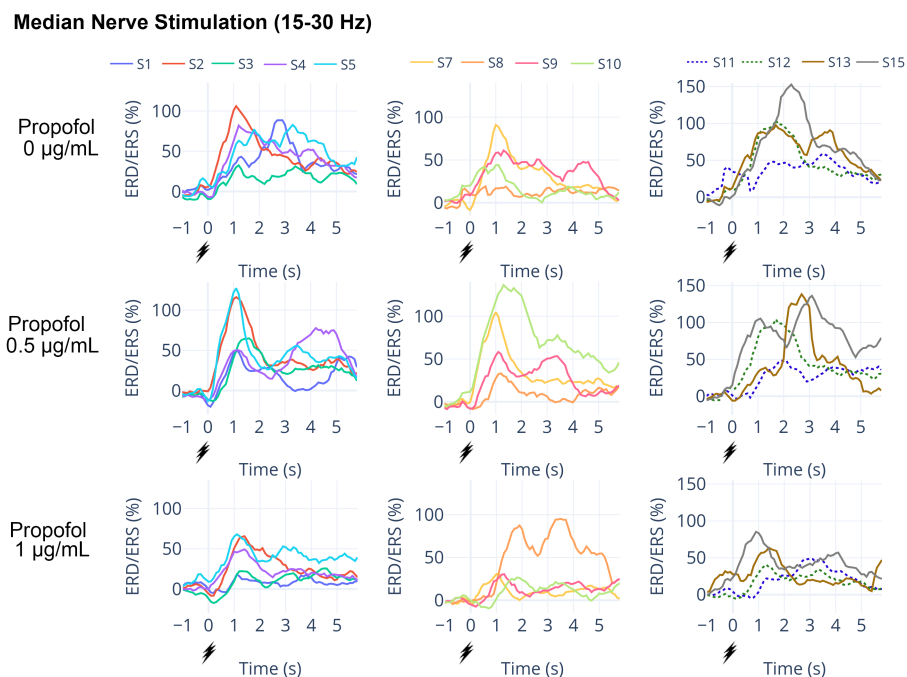 Median Nerve Stimulation (15-30 Hz)
S1 S2 S3 S4 S5
S7 S8 S9 S10
S11 S12 S13 S15
Propofol
0 µg/mL
ERD/ERS (%)
100
50
0
−1 0 1 2 3 4 5
Time (s)
ERD/ERS (%)
100
50
0
−1 0 1 2 3 4 5
Time (s)
ERD/ERS (%)
150
100
50
0
−1 0 1 2 3 4 5
Time (s)
Propofol
0.5 µg/mL
ERD/ERS (%)
100
50
0
−1 0 1 2 3 4 5
Time (s)
ERD/ERS (%)
100
50
0
−1 0 1 2 3 4 5
Time (s)
ERD/ERS (%)
150
100
50
0
−1 0 1 2 3 4 5
Time (s)
Propofol
1 µg/mL
ERD/ERS (%)
100
50
0
−1 0 1 2 3 4 5
Time (s)
ERD/ERS (%)
100
50
0
−1 0 1 2 3 4 5
Time (s)
ERD/ERS (%)
150
100
50
0
−1 0 1 2 3 4 5
Time (s)